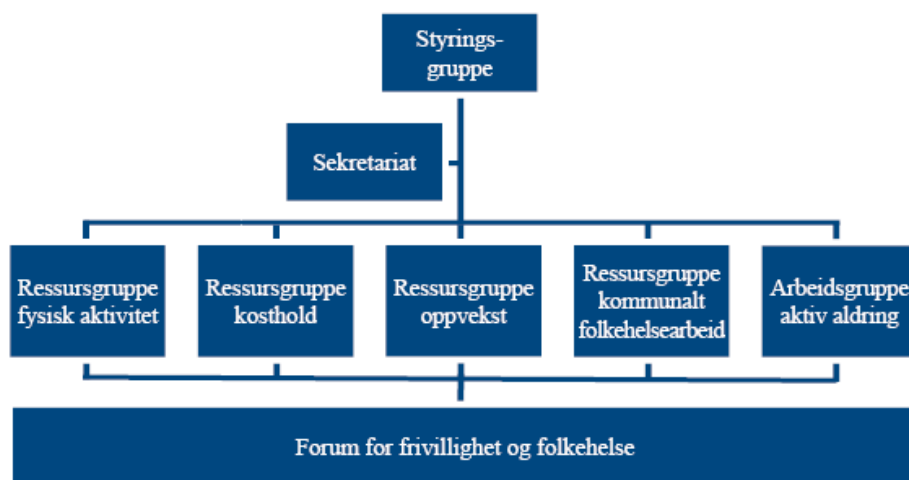 Styrings-
gruppe
Sekretariat
Ressursgruppe
fysisk aktivitet
Ressursgruppe
kosthold
Ressursgruppe
oppvekst
Ressursgruppe
kommunalt
folkehelsearbeid
Arbeidsgruppe
aktiv aldring
Forum for frivillighet og folkehelse